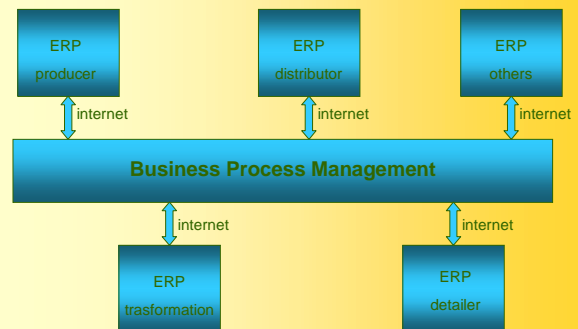 ERP
producer
ERP
distributor
ERP
others
internet
internet
internet
Business Process Management
internet
internet
ERP
trasformation
ERP
detailer